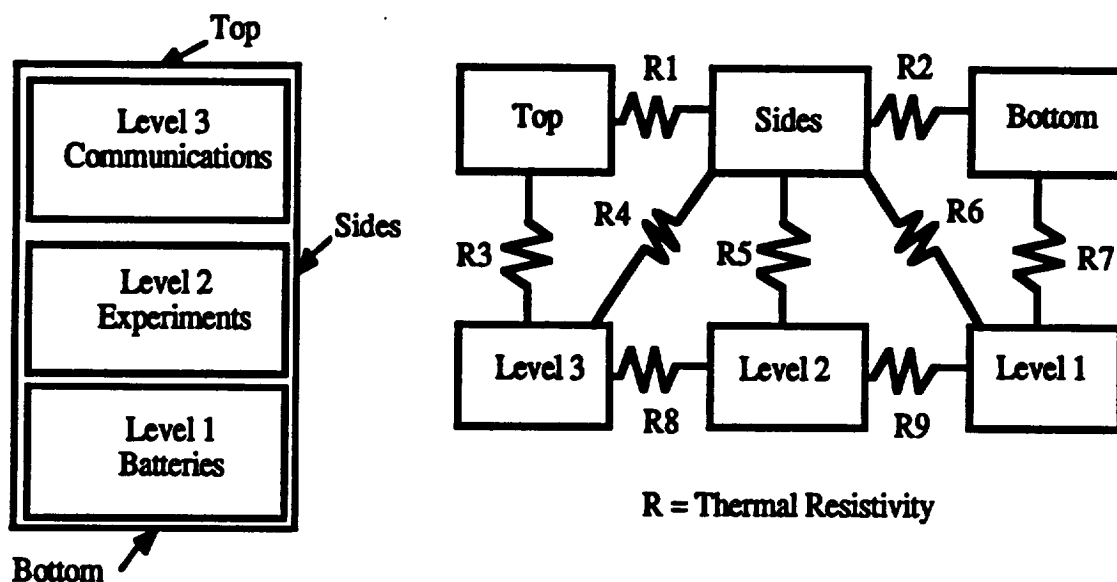 Top
Level 3
Communications
Sides
Level 2
Experiments
Level 1
Batteries
Bottom
R1
R2
Top
Sides
Bottom
R3
R4
R5
R6
R7
Level 3
Level 2
Level 1
R8
R9
R = Thermal Resistivity